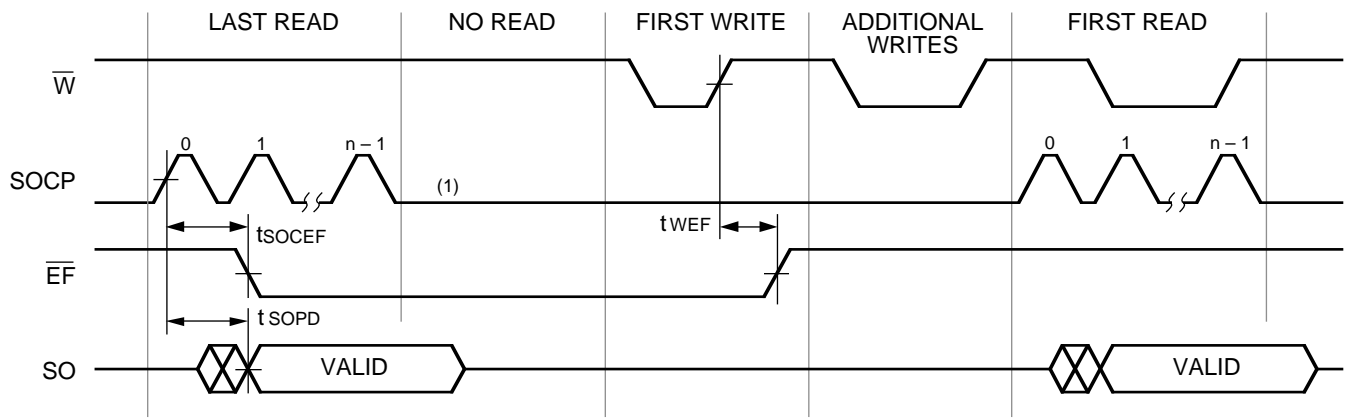 LAST READ NO READ FIRST WRITE ADDITIONAL WRITES FIRST READ
W
0 1 n – 1 0 1 n – 1
SOCP (1)
tSOCEF t WEF
EF
t SOPD
SO VALID VALID